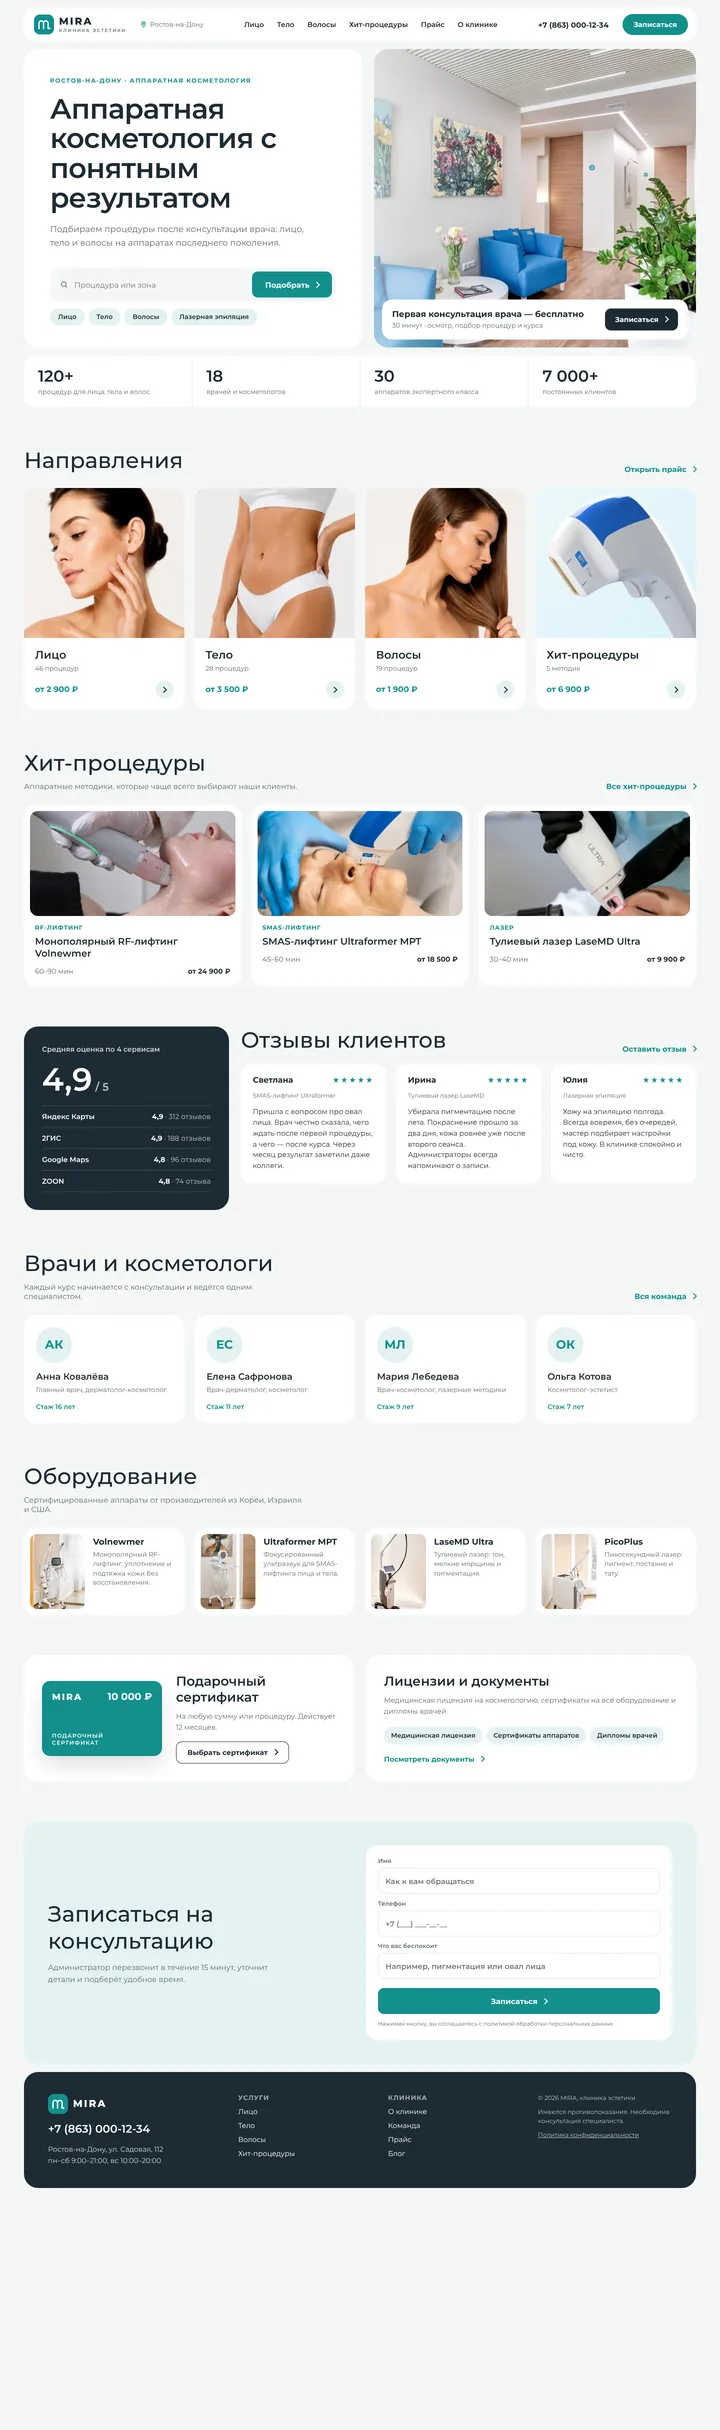 MIRA
КЛИНИКА ЭСТЕТИКИ
Ростов-на-Дону
Лицо
Тело
Волосы
Хит-процедуры
Прайс
О клинике
+7 (863) 000-12-34
Записаться
РОСТОВ-НА-ДОНУ · АППАРАТНАЯ КОСМЕТОЛОГИЯ
Аппаратная
косметология с
понятным
результатом
Подбираем процедуры после консультации врача: лицо,
тело и волосы на аппаратах последнего поколения.
Процедура или зона
Подобрать
Лицо
Тело
Волосы
Лазерная эпиляция
Первая консультация врача — бесплатно
30 минут · осмотр, подбор процедур и курса
Записаться
120+
процедур для лица, тела и волос
18
врачей и косметологов
30
аппаратов экспертного класса
7 000+
постоянных клиентов
Направления
Открыть прайс
Лицо
46 процедур
от 2 900 ₽
Тело
28 процедур
от 3 500 ₽
Волосы
19 процедур
от 1 900 ₽
Хит-процедуры
5 методик
от 6 900 ₽
Хит-процедуры
Аппаратные методики, которые чаще всего выбирают наши клиенты.
Все хит-процедуры
RF-ЛИФТИНГ
Монополярный RF-лифтинг
Volnewmer
60–90 мин
от 24 900 ₽
SMAS-ЛИФТИНГ
SMAS-лифтинг Ultraformer MPT
45–60 мин
от 18 500 ₽
ULTRA
ЛАЗЕР
Тулиевый лазер LaseMD Ultra
30–40 мин
от 9 900 ₽
Средняя оценка по 4 сервисам
4,9 / 5
Яндекс Карты
4,9 · 312 отзывов
2ГИС
4,9 · 188 отзывов
Google Maps
4,8 · 96 отзывов
ZOON
4,8 · 74 отзыва
Отзывы клиентов
Оставить отзыв
Светлана
★★★★★
SMAS-лифтинг Ultraformer
Пришла с вопросом про овал
лица. Врач честно сказала, чего
ждать после первой процедуры,
а чего — после курса. Через
месяц результат заметили даже
коллеги.
Ирина
★★★★★
Тулиевый лазер LaseMD
Убирала пигментацию после
лета. Покраснение прошло за
два дня, кожа ровнее уже после
второго сеанса.
Администраторы всегда
напоминают о записи.
Юлия
★★★★★
Лазерная эпиляция
Хожу на эпиляцию полгода.
Всегда вовремя, без очередей,
мастер подбирает настройки
под кожу. В клинике спокойно и
чисто.
Врачи и косметологи
Каждый курс начинается с консультации и ведётся одним
специалистом.
Вся команда
АК
Анна Ковалёва
Главный врач, дерматолог-косметолог
Стаж 16 лет
ЕС
Елена Сафронова
Врач-дерматолог, косметолог
Стаж 11 лет
МЛ
Мария Лебедева
Врач-косметолог, лазерные методики
Стаж 9 лет
ОК
Ольга Котова
Косметолог-эстетист
Стаж 7 лет
Оборудование
Сертифицированные аппараты от производителей из Кореи, Израиля
и США.
Volnewmer
Монополярный RF-
лифтинг: уплотнение и
подтяжка кожи без
восстановления.
Ultraformer MPT
Фокусированный
ультразвук для SMAS-
лифтинга лица и тела.
LaseMD Ultra
Тулиевый лазер: тон,
мелкие морщины и
пигментация.
PicoPlus
Пикосекундный лазер:
пигмент, постакне и
тату.
MIRA
10 000 ₽
ПОДАРОЧНЫЙ
СЕРТИФИКАТ
Подарочный
сертификат
На любую сумму или процедуру. Действует
12 месяцев.
Выбрать сертификат
Лицензии и документы
Медицинская лицензия на косметологию, сертификаты на всё оборудование и
дипломы врачей.
Медицинская лицензия
Сертификаты аппаратов
Дипломы врачей
Посмотреть документы
Записаться на
консультацию
Администратор перезвонит в течение 15 минут, уточнит
детали и подберёт удобное время.
Имя
Как к вам обращаться
Телефон
+7 (___) ___-__-__
Что вас беспокоит
Например, пигментация или овал лица
Записаться
Нажимая кнопку, вы соглашаетесь с политикой обработки персональных данных.
MIRA
+7 (863) 000-12-34
Ростов-на-Дону, ул. Садовая, 112
пн–сб 9:00–21:00, вс 10:00–20:00
УСЛУГИ
Лицо
Тело
Волосы
Хит-процедуры
КЛИНИКА
О клинике
Команда
Прайс
Блог
© 2026 MIRA, клиника эстетики
Имеются противопоказания. Необходима
консультация специалиста.
Политика конфиденциальности